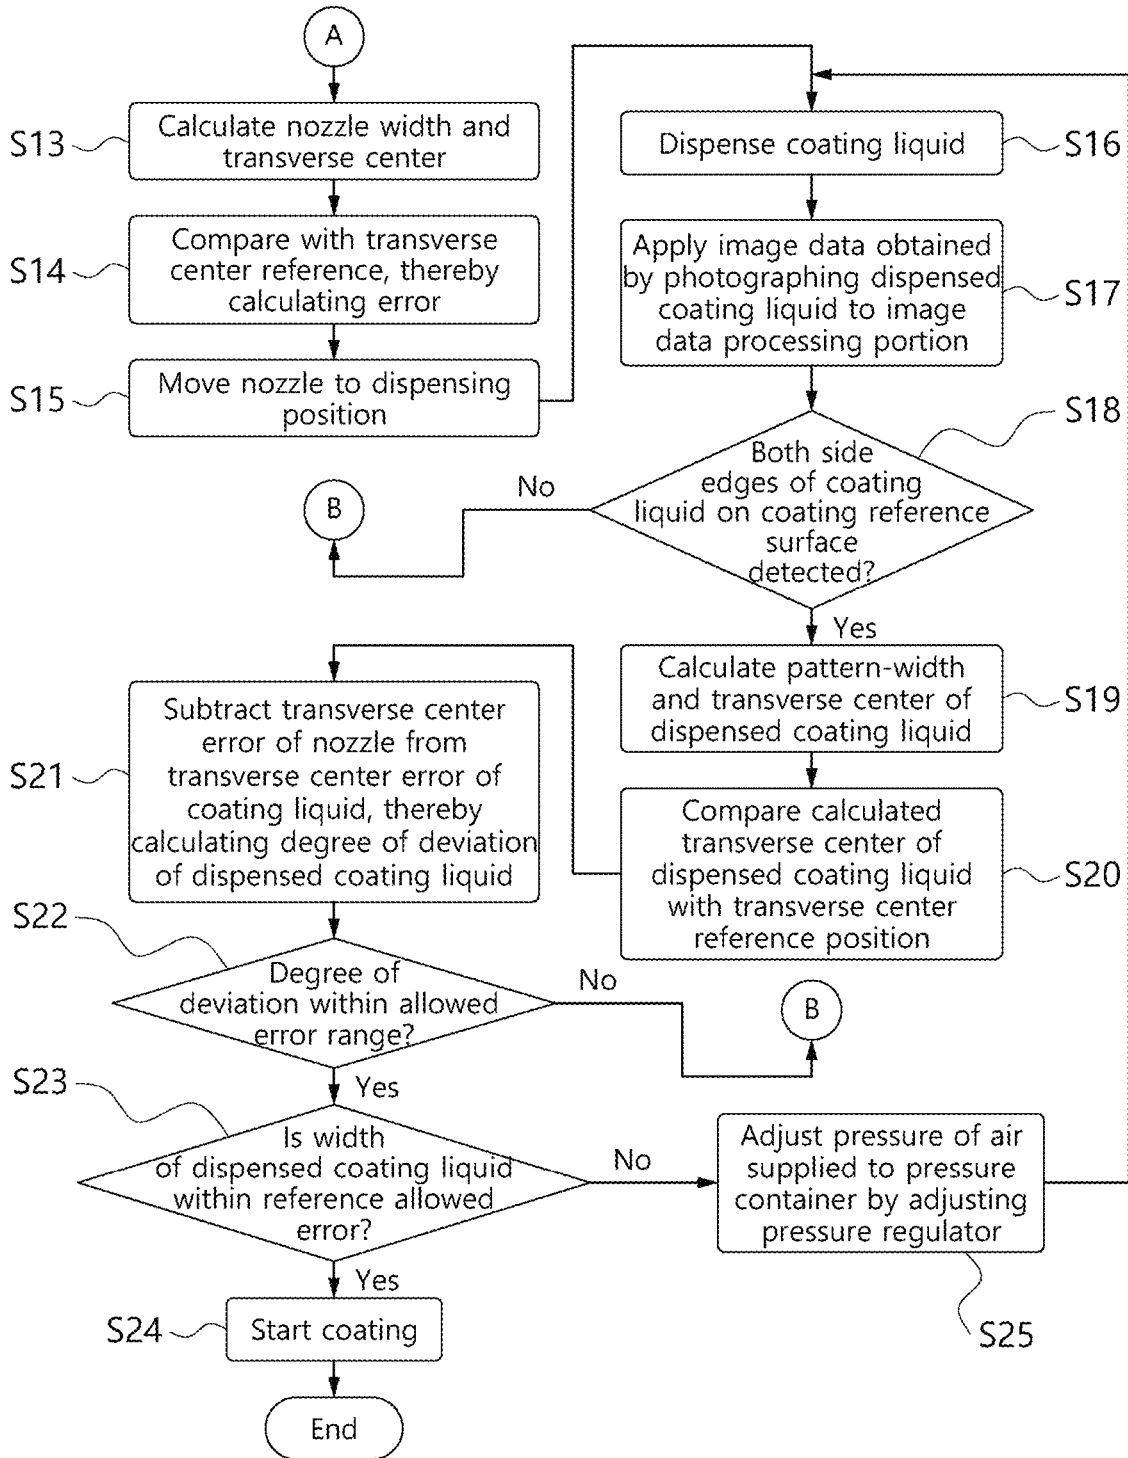 A
S13
Calculate nozzle width and
transverse center
S14
Compare with transverse
center reference, thereby
calculating error
S15
Move nozzle to dispensing
position
Dispense coating liquid
S16
Apply image data obtained
by photographing dispensed
coating liquid to image
data processing portion
S17
S18
Both side
edges of coating
liquid on coating reference
surface
detected?
No
B
Yes
Calculate pattern-width
and transverse center of
dispensed coating liquid
S19
Compare calculated
transverse center of
dispensed coating liquid
with transverse center
reference position
S20
S21
Subtract transverse center
error of nozzle from
transverse center error of
coating liquid, thereby
calculating degree of deviation
of dispensed coating liquid
S22
Degree of
deviation within allowed
error range?
No
B
Yes
S23
Is width
of dispensed coating liquid
within reference allowed
error?
No
Adjust pressure of air
supplied to pressure
container by adjusting
pressure regulator
S25
Yes
S24
Start coating
End